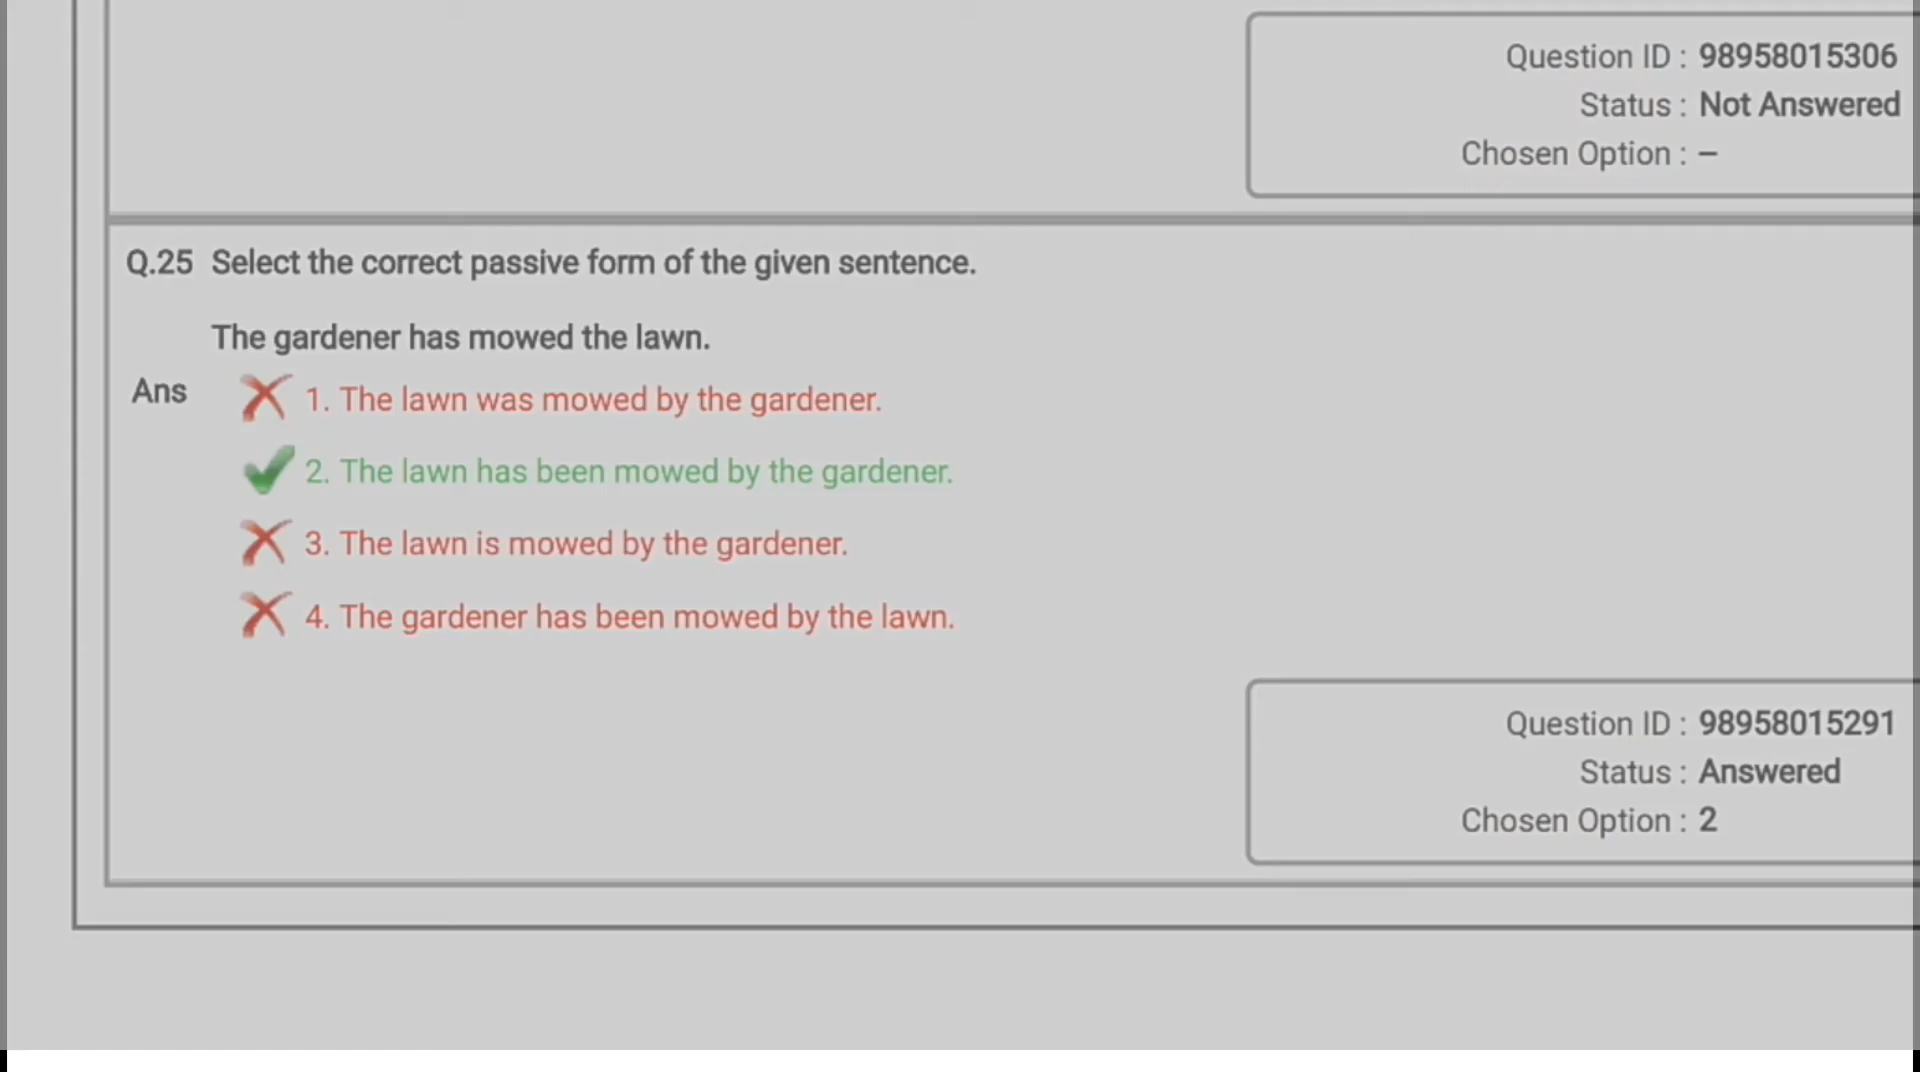 Question ID : 98958015306
Status : Not Answered
Chosen Option : –
Q.25 Select the correct passive form of the given sentence.
The gardener has mowed the lawn.
Ans 1. The lawn was mowed by the gardener.
2. The lawn has been mowed by the gardener.
3. The lawn is mowed by the gardener.
4. The gardener has been mowed by the lawn.
Question ID : 98958015291
Status : Answered
Chosen Option : 2